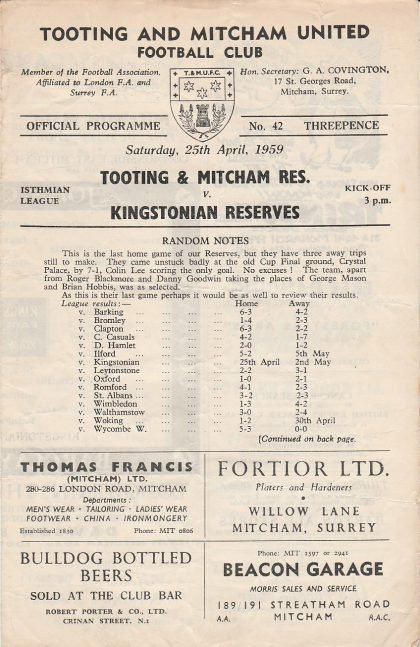 TOOTING AND MITCHAM UNITED
FOOTBALL CLUB
Member of the Football Association.
Affiliated to London F.A. and
Surrey F.A.
T.& M.U.F.C.
Hon. Secretary: G. A. COVINGTON,
17 St. Georges Road,
Mitcham, Surrey.
OFFICIAL PROGRAMME
No. 42 THREEPENCE
Saturday, 25th April, 1959
ISTHMIAN
LEAGUE
TOOTING & MITCHAM RES.
v.
KINGSTONIAN RESERVES
KICK-OFF
3 p.m.
RANDOM NOTES
This is the last home game of our Reserves, but they have three away trips
still to make. They came unstuck badly at the old Cup Final ground, Crystal
Palace, by 7-1, Colin Lee scoring the only goal. No excuses ! The team, apart
from Roger Blackmore and Danny Goodwin taking the places of George Mason
and Brian Hobbis, was as selected.
As this is their last game perhaps it would be as well to review their results.
League results:— Home Away
v. Barking ... ... ... 6-3 4-2
v. Bromley ... ... ... 1-4 2-3
v. Clapton ... ... ... 6-3 2-2
v. C. Casuals ... ... ... 4-2 1-7
v. D. Hamlet ... ... ... 2-0 1-2
v. Ilford ... ... ... 5-2 5th May
v. Kingstonian ... ... ... 25th April 2nd May
v. Leytonstone ... ... ... 2-2 3-1
v. Oxford ... ... ... 1-0 2-1
v. Romford ... ... ... 4-1 2-3
v. St. Albans ... ... ... 3-2 2-3
v. Wimbledon ... ... ... 1-3 4-2
v. Walthamstow ... ... ... 3-0 2-4
v. Woking ... ... ... 1-2 30th April
v. Wycombe W. ... ... ... 5-3 0-0
[Continued on back page.
THOMAS FRANCIS
(MITCHAM) LTD.
280-286 LONDON ROAD, MITCHAM
Departments :
MEN'S WEAR · TAILORING · LADIES' WEAR
FOOTWEAR · CHINA · IRONMONGERY
Established 1830 Phone: MIT 0806
FORTIOR LTD.
Platers and Hardeners
•
WILLOW LANE
MITCHAM, SURREY
BULLDOG BOTTLED
BEERS
SOLD AT THE CLUB BAR
ROBERT PORTER & CO., LTD.
CRINAN STREET, N.1
Phone: MIT 1597 or 2941
BEACON GARAGE
MORRIS SALES AND SERVICE
189/191 STREATHAM ROAD
A.A. MITCHAM R.A.C.